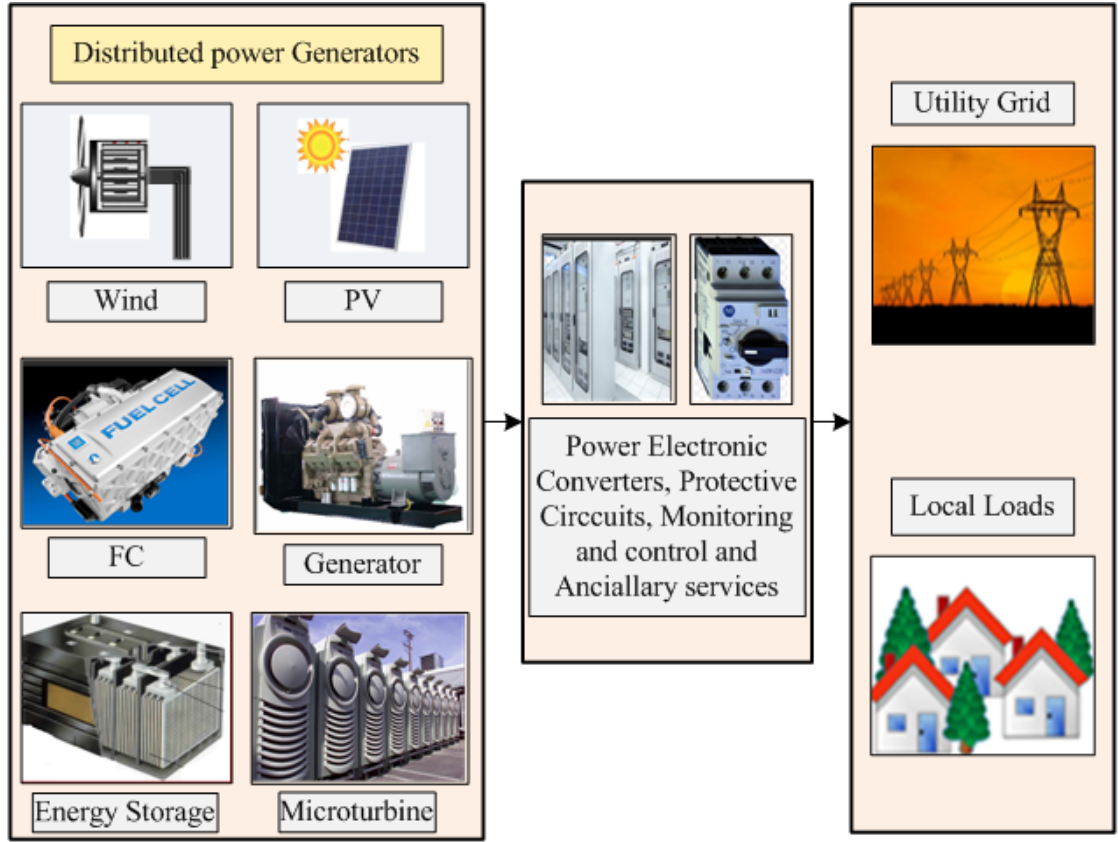 Distributed power Generators
Wind
PV
FUEL CELL
FC
Generator
Energy Storage
Microturbine
Power Electronic
Converters, Protective
Circcuits, Monitoring
and control and
Anciallary services
Utility Grid
Local Loads